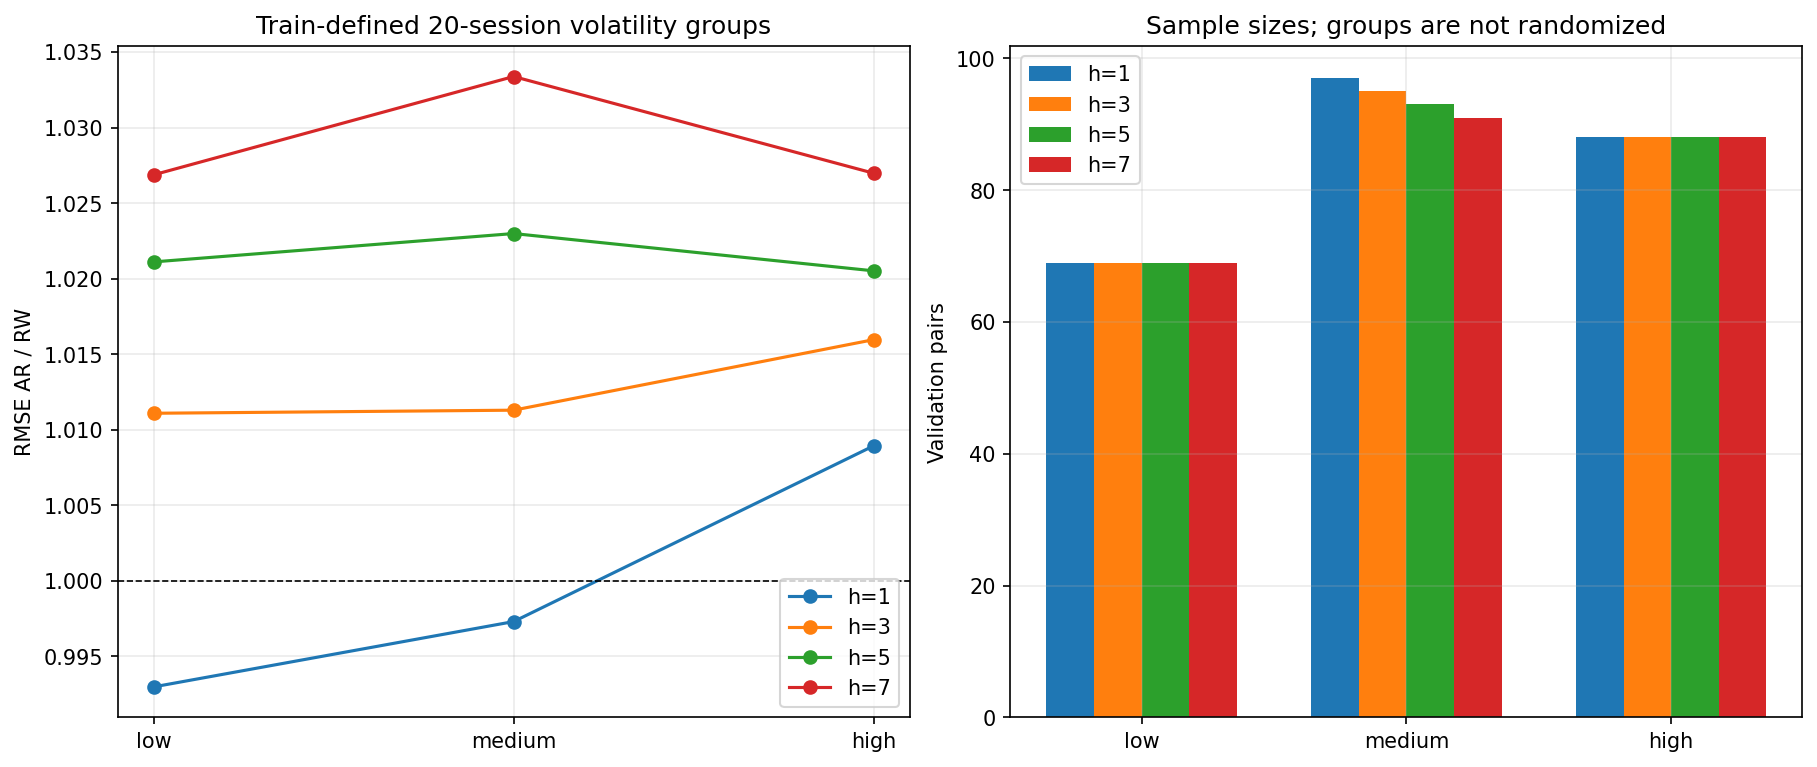 Train-defined 20-session volatility groups
RMSE AR / RW
1.035
1.030
1.025
1.020
1.015
1.010
1.005
1.000
0.995
low
medium
high
h=1
h=3
h=5
h=7
Sample sizes; groups are not randomized
Validation pairs
100
80
60
40
20
0
low
medium
high
h=1
h=3
h=5
h=7